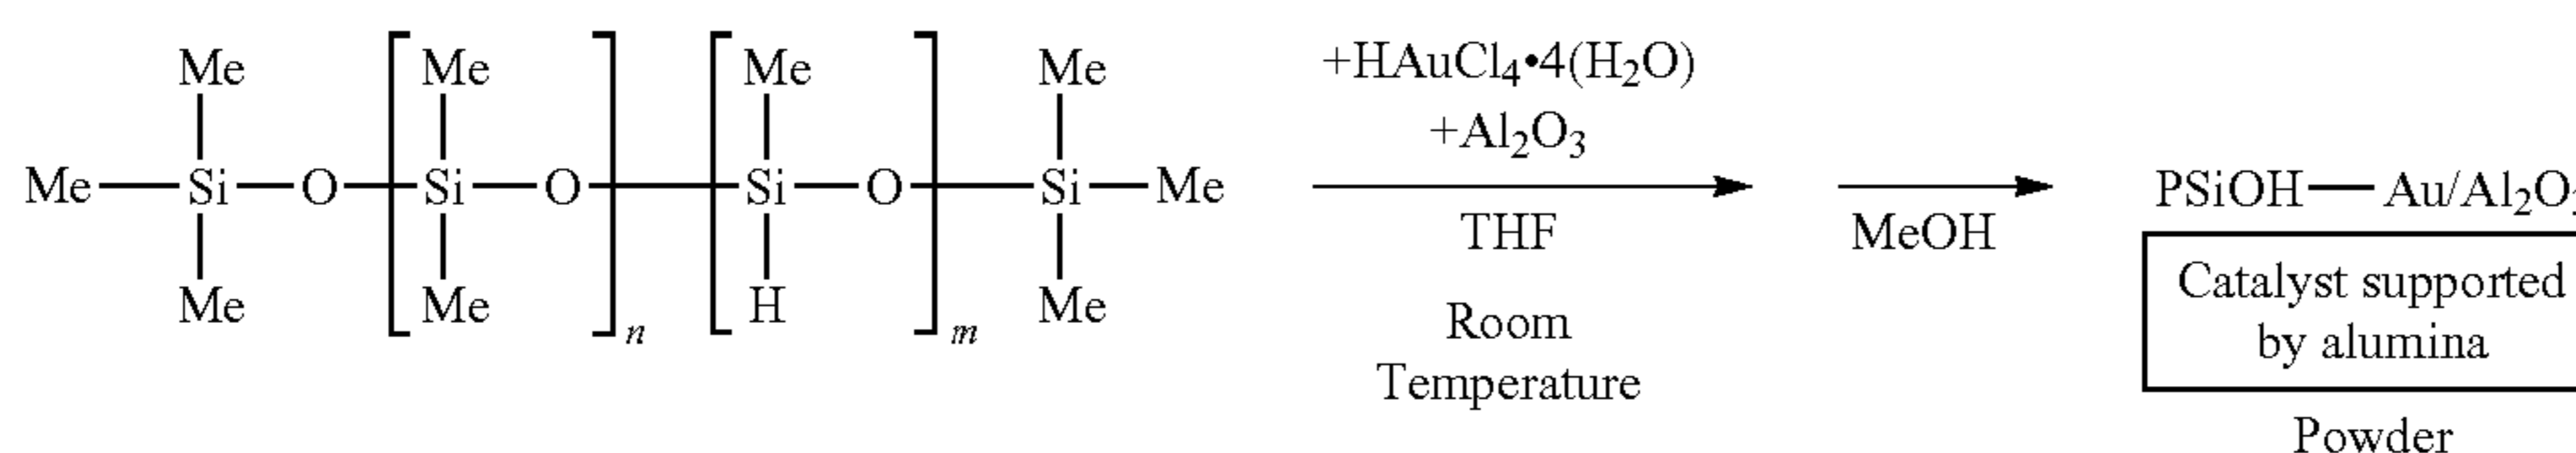 Me Me Me Me
Me—Si—O—[Si—O]n—[Si—O]m—Si—Me
Me Me H Me
+HAuCl4•4(H2O)
+Al2O3
THF
Room
Temperature
MeOH
PSiOH—Au/Al2O
Catalyst supported
by alumina
Powder